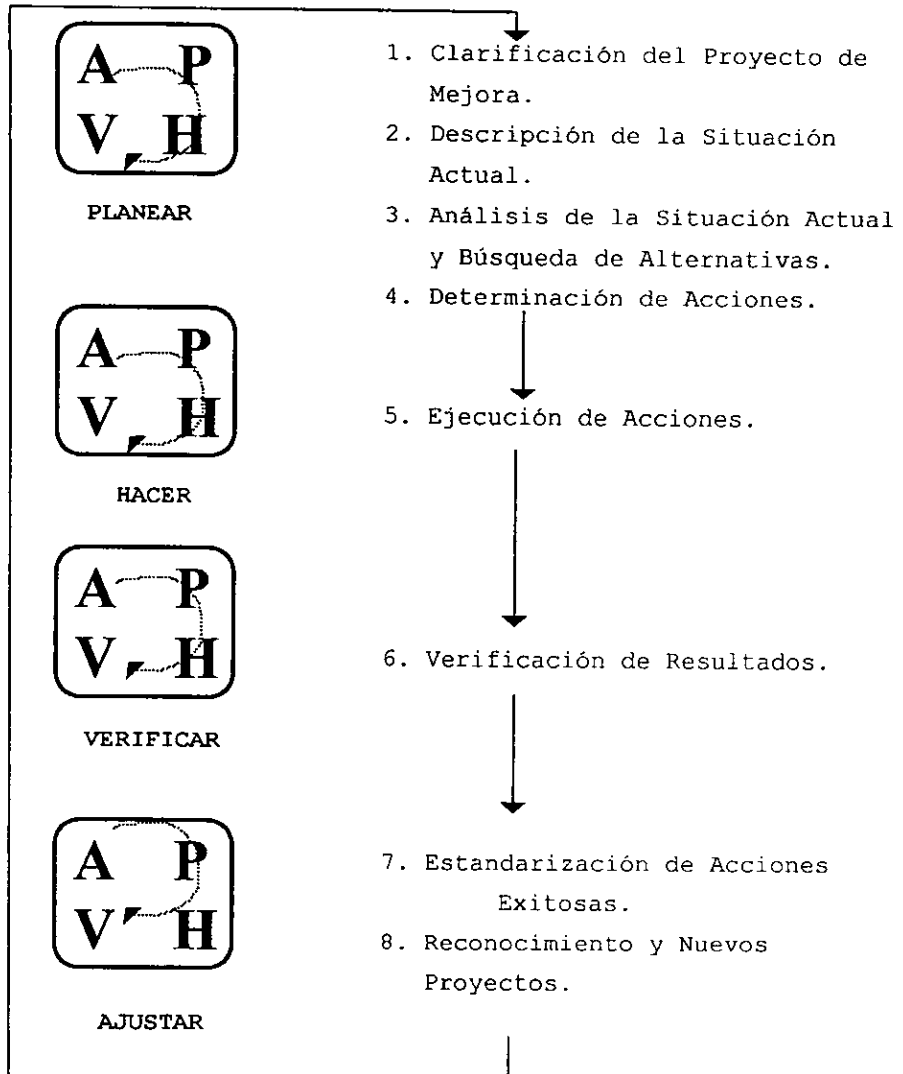 A P
V H
PLANEAR
1. Clarificación del Proyecto de
Mejora.
2. Descripción de la Situación
Actual.
3. Análisis de la Situación Actual
y Búsqueda de Alternativas.
4. Determinación de Acciones.
A P
V H
HACER
5. Ejecución de Acciones.
A P
V H
VERIFICAR
6. Verificación de Resultados.
A P
V H
AJUSTAR
7. Estandarización de Acciones
Exitosas.
8. Reconocimiento y Nuevos
Proyectos.